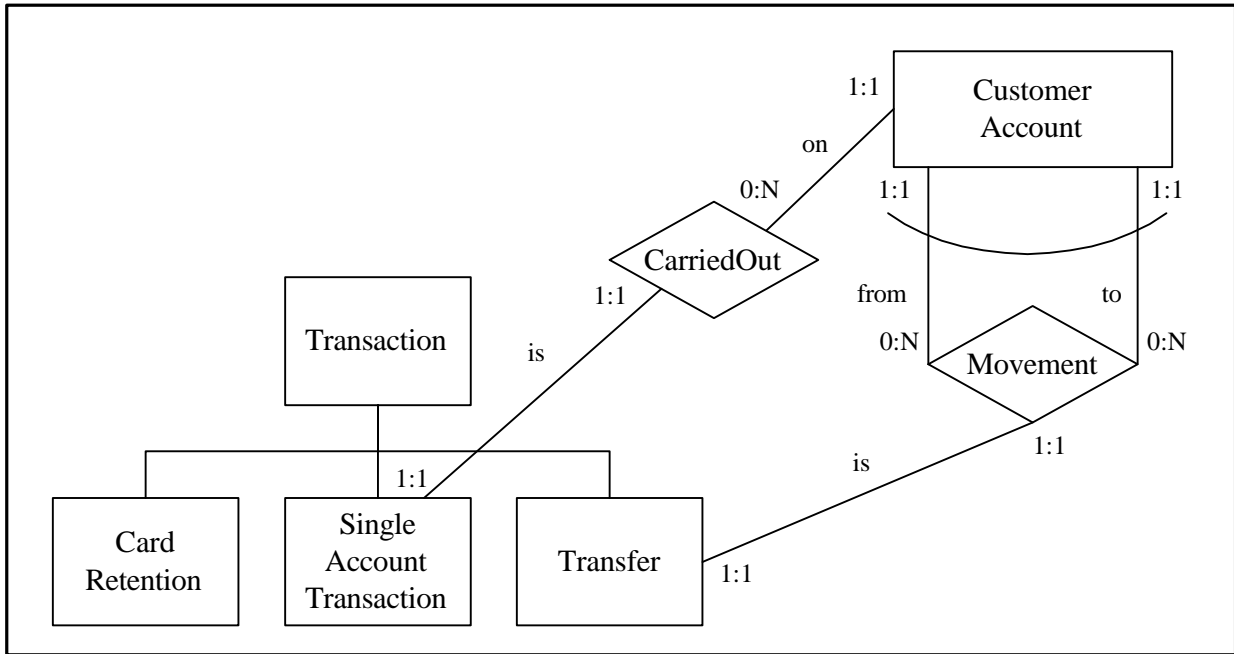 Customer
Account
1:1
on
0:N
1:1
1:1
CarriedOut
1:1
from
to
Transaction
is
0:N
0:N
Movement
1:1
is
1:1
Card
Retention
Single
Account
Transaction
Transfer
1:1